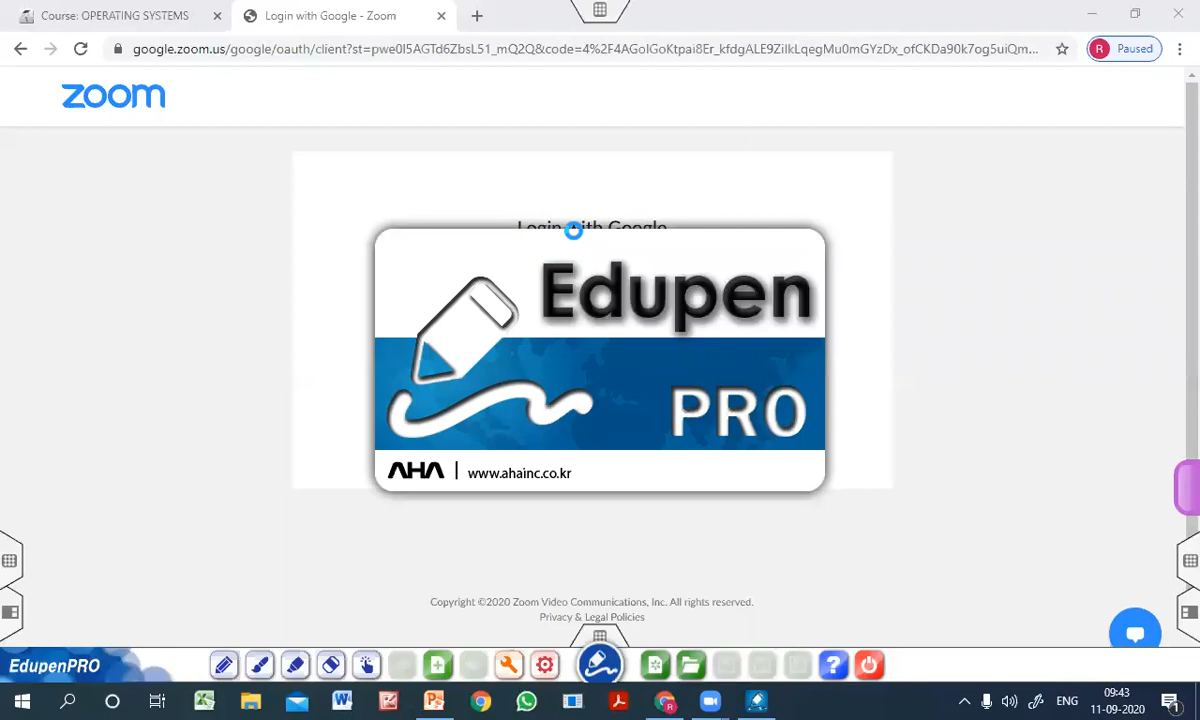 Course: OPERATING SYSTEMS
Login with Google - Zoom
google.zoom.us/google/oauth/client?st=pwe0I5AGTd6ZbsL51_mQ2Q&code=4%2F4AGolGoKtpai8Er_kfdgALE9ZiIkLqegMu0mGYzDx_ofCKDa90k7og5uiQm...
R Paused
zoom
Login with Google
Edupen
PRO
AHA | www.ahainc.co.kr
Copyright ©2020 Zoom Video Communications, Inc. All rights reserved.
Privacy & Legal Policies
EdupenPRO
ENG
09:43
11-09-2020